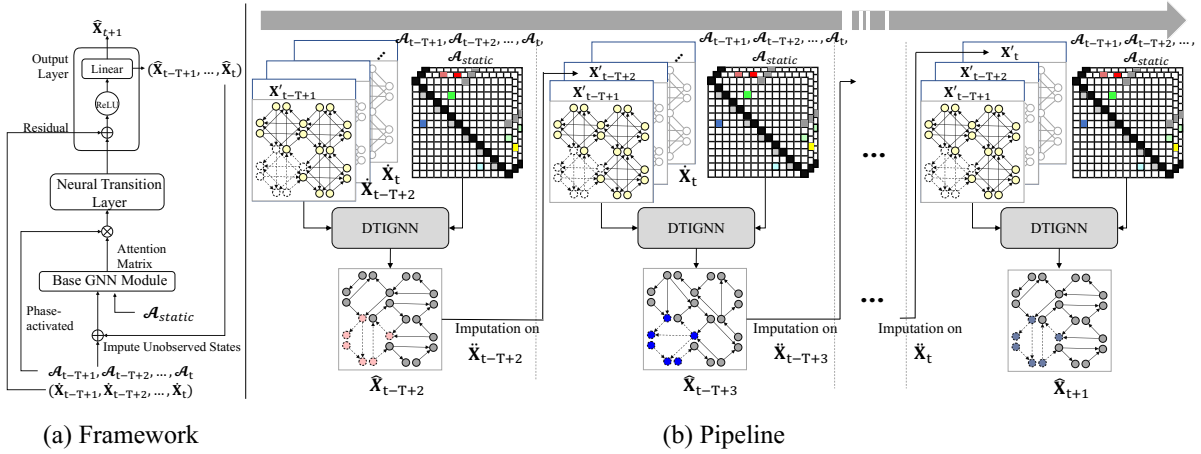 X̂ₜ₊₁
Output Layer
Linear
(X̂ₜ₋T₊₁, ..., X̂ₜ)
ReLU
Residual
Neural Transition Layer
Attention Matrix
Base GNN Module
Phase-activated
𝓐static
Impute Unobserved States
𝓐ₜ₋T₊₁, 𝓐ₜ₋T₊₂, ..., 𝓐ₜ
(Ẋₜ₋T₊₁, Ẋₜ₋T₊₂, ..., Ẋₜ)
(a) Framework
𝓐ₜ₋T₊₁, 𝓐ₜ₋T₊₂, ..., 𝓐ₜ,
𝓐static
...
X′ₜ₋T₊₁
Ẋₜ
Ẋₜ₋T₊₂
DTIGNN
X̂ₜ₋T₊₂
Imputation on
Ẍₜ₋T₊₂
𝓐ₜ₋T₊₁, 𝓐ₜ₋T₊₂, ..., 𝓐ₜ,
𝓐static
...
X′ₜ₋T₊₂
X′ₜ₋T₊₁
Ẋₜ
DTIGNN
X̂ₜ₋T₊₃
Imputation on
Ẍₜ₋T₊₃
...
...
Imputation on
Ẍₜ
𝓐ₜ₋T₊₁, 𝓐ₜ₋T₊₂, ..., 𝓐ₜ,
𝓐static
X′ₜ
X′ₜ₋T₊₂
X′ₜ₋T₊₁
DTIGNN
X̂ₜ₊₁
(b) Pipeline